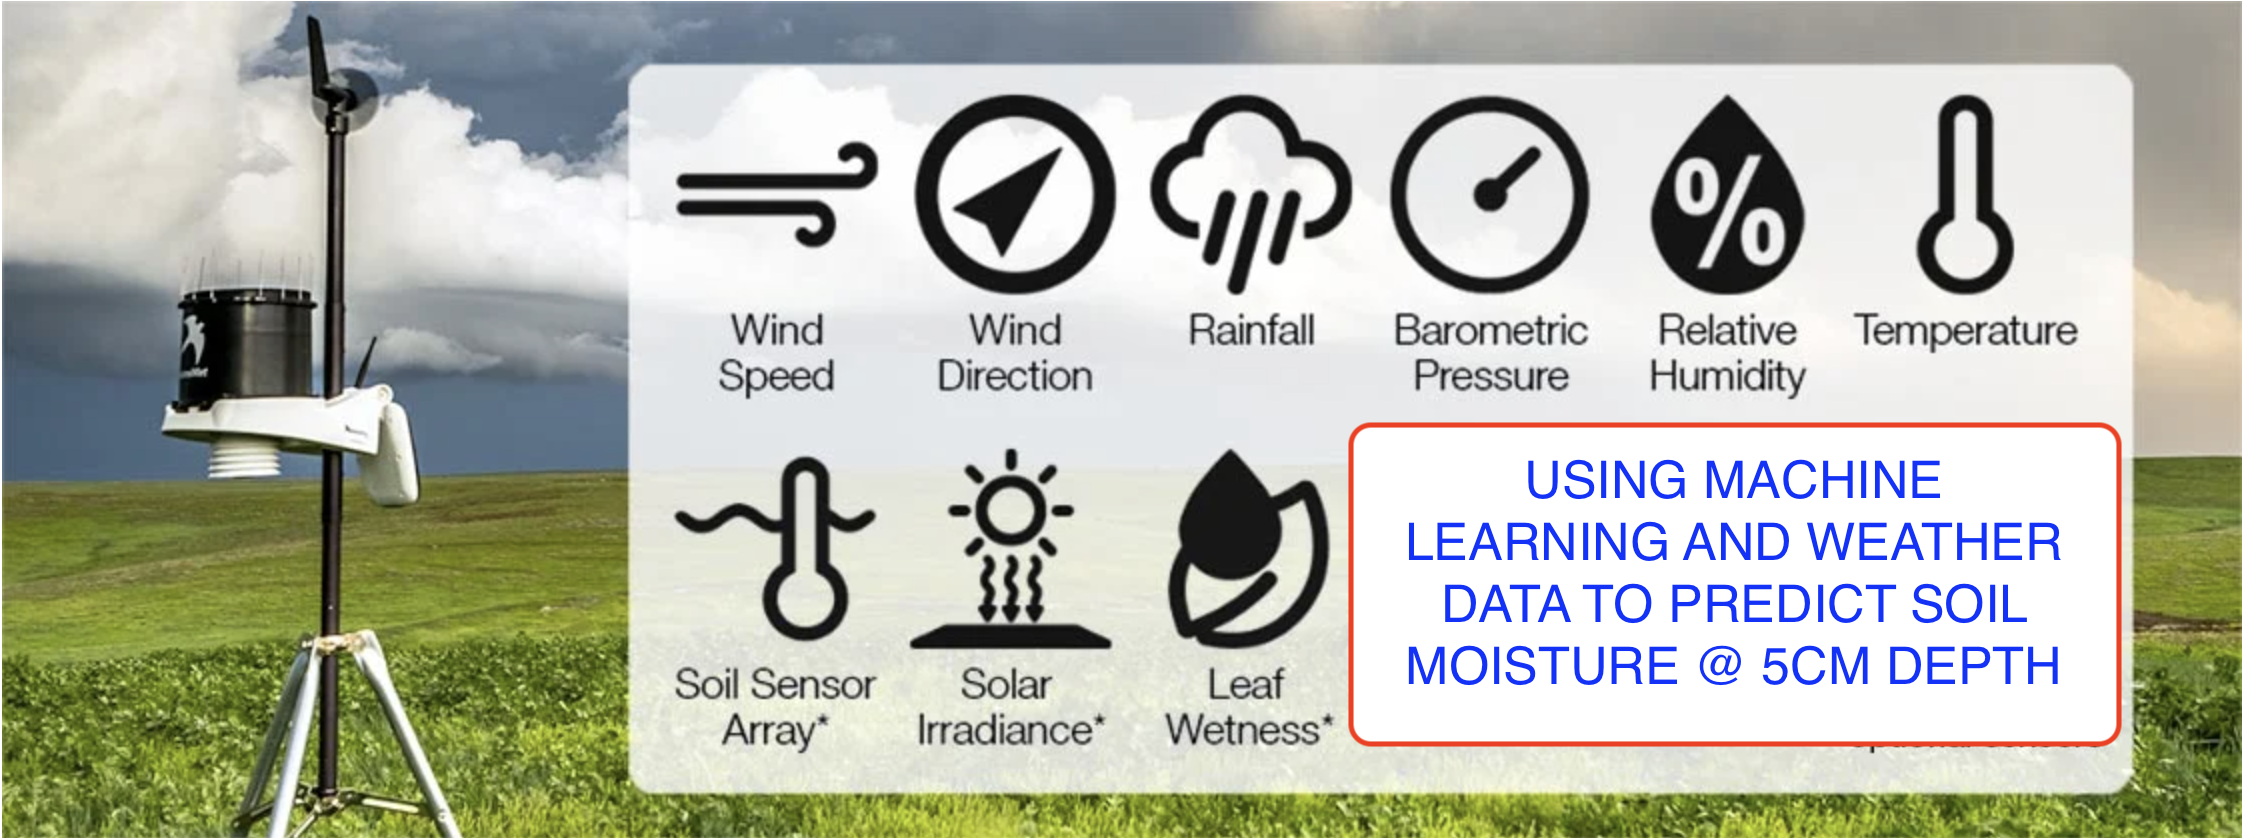 Wind
Speed
Wind
Direction
Rainfall
Barometric
Pressure
%
Relative
Humidity
Temperature
Soil Sensor
Array*
Solar
Irradiance*
Leaf
Wetness*
USING MACHINE
LEARNING AND WEATHER
DATA TO PREDICT SOIL
MOISTURE @ 5CM DEPTH